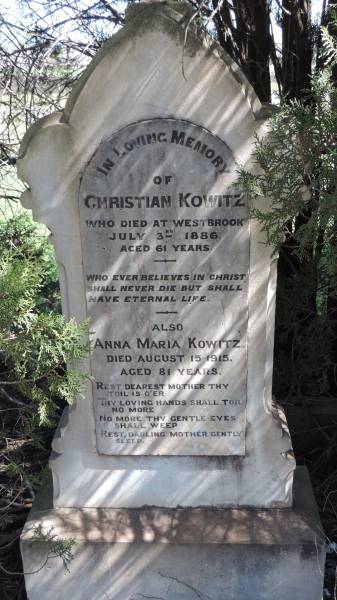 IN LOVING MEMORY
OF
CHRISTIAN KOWITZ
WHO DIED AT WESTBROOK
JULY 3RD 1886
AGED 61 YEARS
WHO EVER BELIEVES IN CHRIST
SHALL NEVER DIE BUT SHALL
HAVE ETERNAL LIFE.
ALSO
ANNA MARIA KOWITZ
DIED AUGUST 15 1915.
AGED 81 YEARS.
REST DEAREST MOTHER THY
TOIL IS O'ER
THY LOVING HANDS SHALL TOIL
NO MORE
NO MORE THY GENTLE EYES
SHALL WEEP
REST, DARLING MOTHER GENTLY
SLEEP.